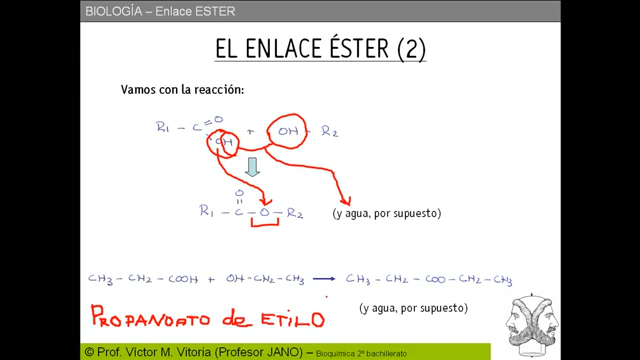 BIOLOGÍA – Enlace ESTER
EL ENLACE ÉSTER (2)
Vamos con la reacción:
R1 – C = O OH + OH – R2
O
R1 – C – O – R2 (y agua, por supuesto)
CH3 – CH2 – COOH + OH–CH2–CH3 → CH3 – CH2 – COO – CH2 – CH3
PROPANOATO de ETILO (y agua, por supuesto)
© Prof. Víctor M. Vitoria (Profesor JANO) – Bioquímica 2º bachillerato